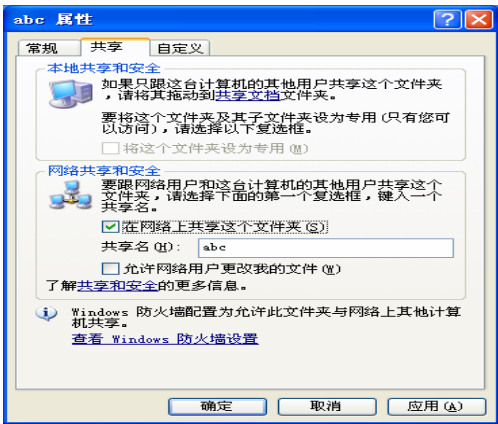 abc 属性
常规 共享 自定义
本地共享和安全
如果只跟这台计算机的其他用户共享这个文件夹
，请将其拖动到共享文档文件夹。
要将这个文件夹及其子文件夹设为专用(只有您可
以访问)，请选择以下复选框。
将这个文件夹设为专用(M)
网络共享和安全
要跟网络用户和这台计算机的其他用户共享这个
文件夹，请选择下面的第一个复选框，键入一个
共享名。
在网络上共享这个文件夹(S)
共享名(H): abc
允许网络用户更改我的文件(W)
了解共享和安全的更多信息。
Windows 防火墙配置为允许此文件夹与网络上其他计算
机共享。
查看 Windows 防火墙设置
确定 取消 应用(A)